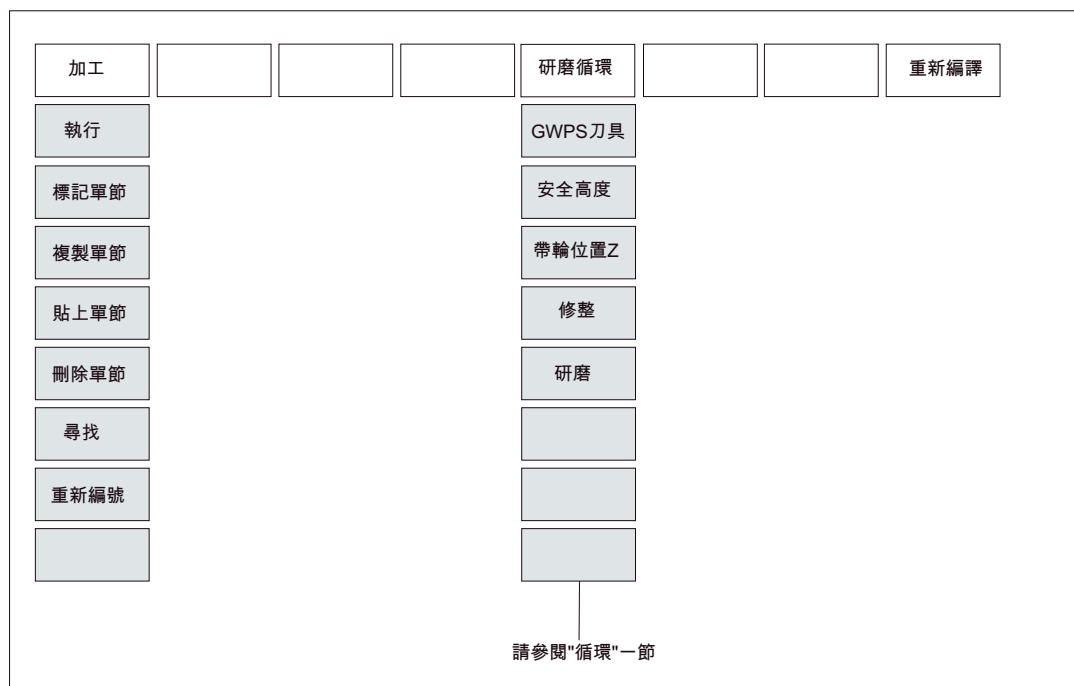 加工
研磨循環
重新編譯
執行
GWPS刀具
標記單節
安全高度
複製單節
帶輪位置Z
貼上單節
修整
刪除單節
研磨
尋找
重新編號
請參閱"循環"一節